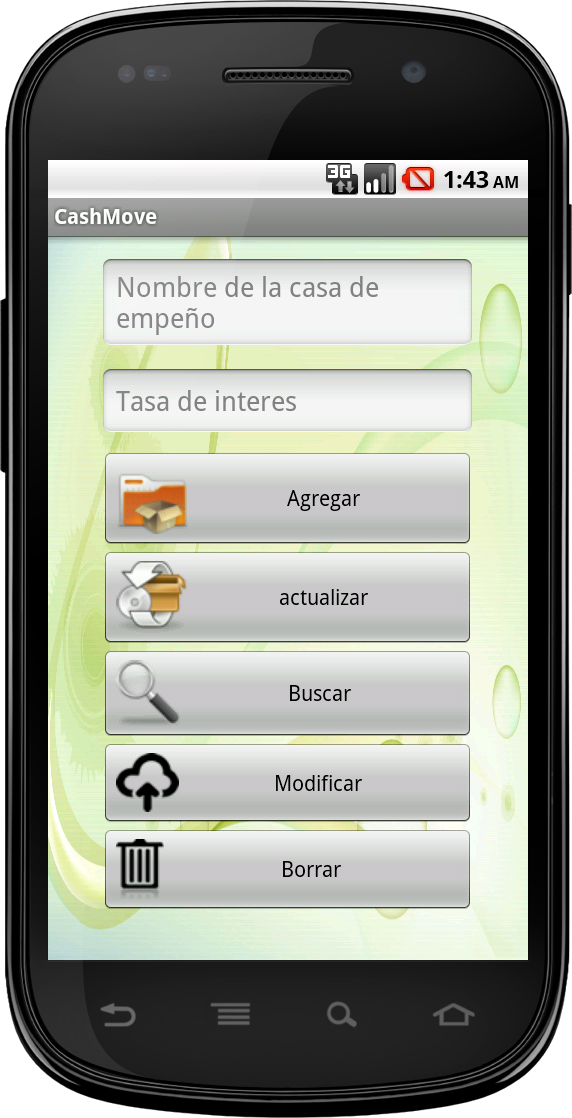 3G 1:43 AM
CashMove
Nombre de la casa de
empeño
Tasa de interes
Agregar
actualizar
Buscar
Modificar
Borrar